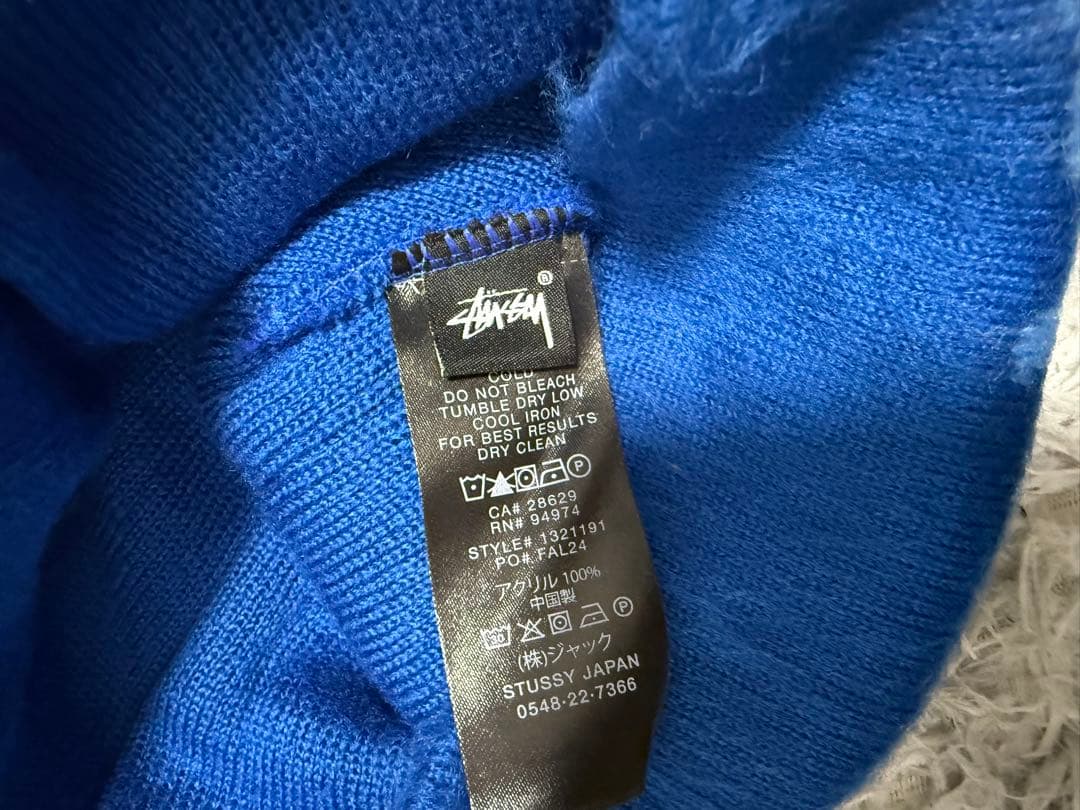 STÜSSY ®
COLD
DO NOT BLEACH
TUMBLE DRY LOW
COOL IRON
FOR BEST RESULTS
DRY CLEAN
P
CA# 28629
RN# 94974
STYLE# 1321191
PO# FAL24
アクリル 100%
中国製
30 P
(株)ジャック
STUSSY JAPAN
0548·22·7366